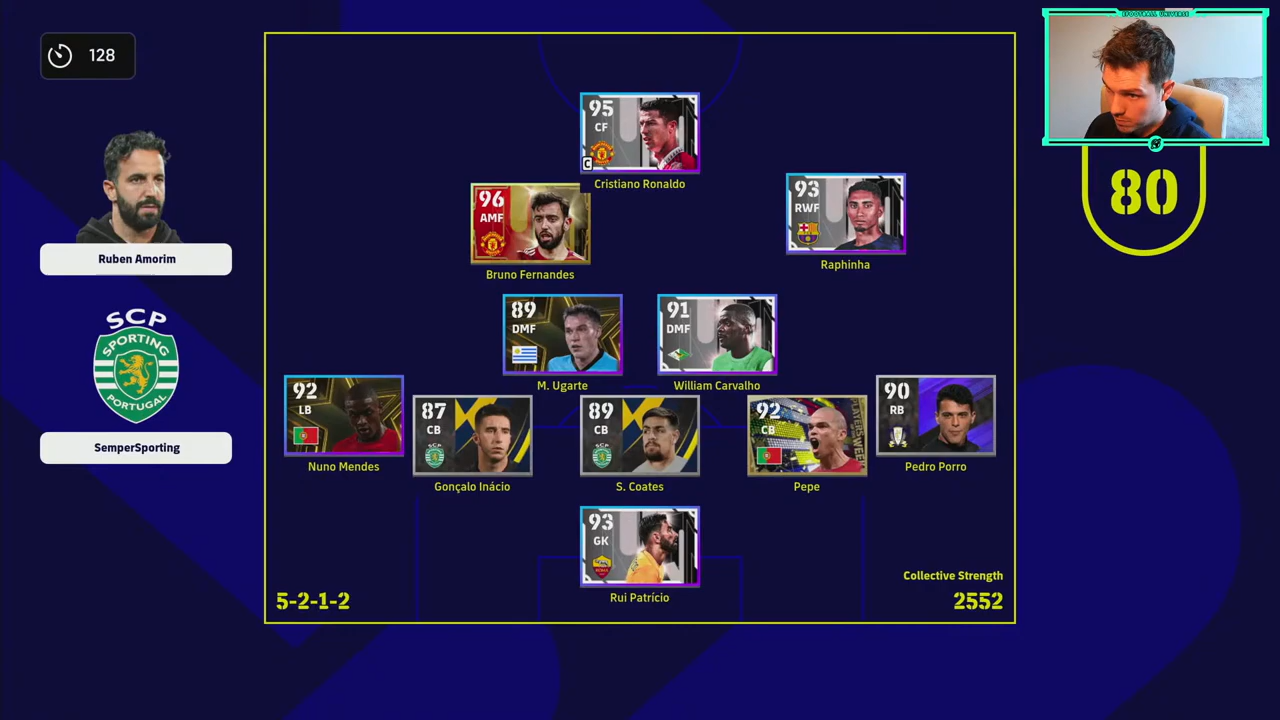 128
FOOTBALL UNIVERSE
80
Ruben Amorim
SCP
SPORTING
PORTUGAL
SemperSporting
95
CF
C
Cristiano Ronaldo
96
AMF
Bruno Fernandes
93
RWF
Raphinha
89
DMF
M. Ugarte
91
DMF
William Carvalho
92
LB
Nuno Mendes
87
CB
Gonçalo Inácio
89
CB
S. Coates
92
CB
Pepe
90
RB
Pedro Porro
93
GK
Rui Patrício
5-2-1-2
Collective Strength
2552